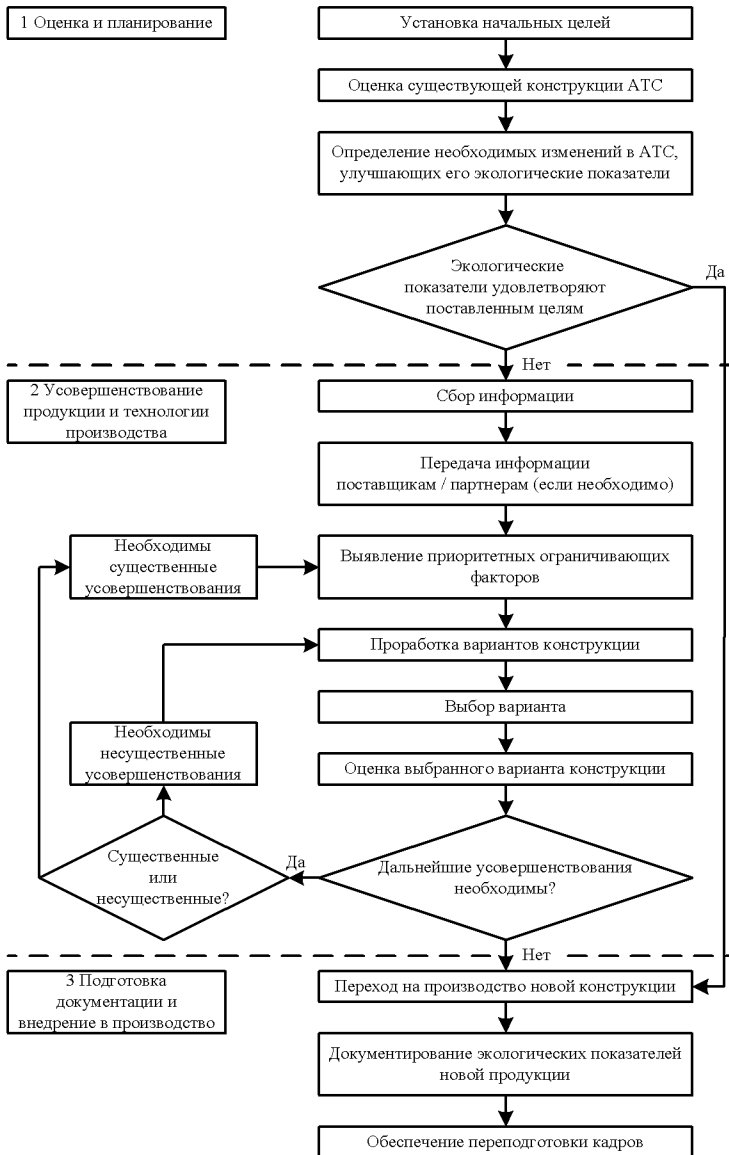 1 Оценка и планирование
Установка начальных целей
Оценка существующей конструкции АТС
Определение необходимых изменений в АТС,
улучшающих его экологические показатели
Экологические
показатели удовлетворяют
поставленным целям
Да
Нет
2 Усовершенствование
продукции и технологии
производства
Сбор информации
Передача информации
поставщикам / партнерам (если необходимо)
Необходимы
существенные
усовершенствования
Выявление приоритетных ограничивающих
факторов
Проработка вариантов конструкции
Выбор варианта
Необходимы
несущественные
усовершенствования
Оценка выбранного варианта конструкции
Существенные
или
несущественные?
Да
Дальнейшие усовершенствования
необходимы?
Нет
3 Подготовка
документации и
внедрение в производство
Переход на производство новой конструкции
Документирование экологических показателей
новой продукции
Обеспечение переподготовки кадров